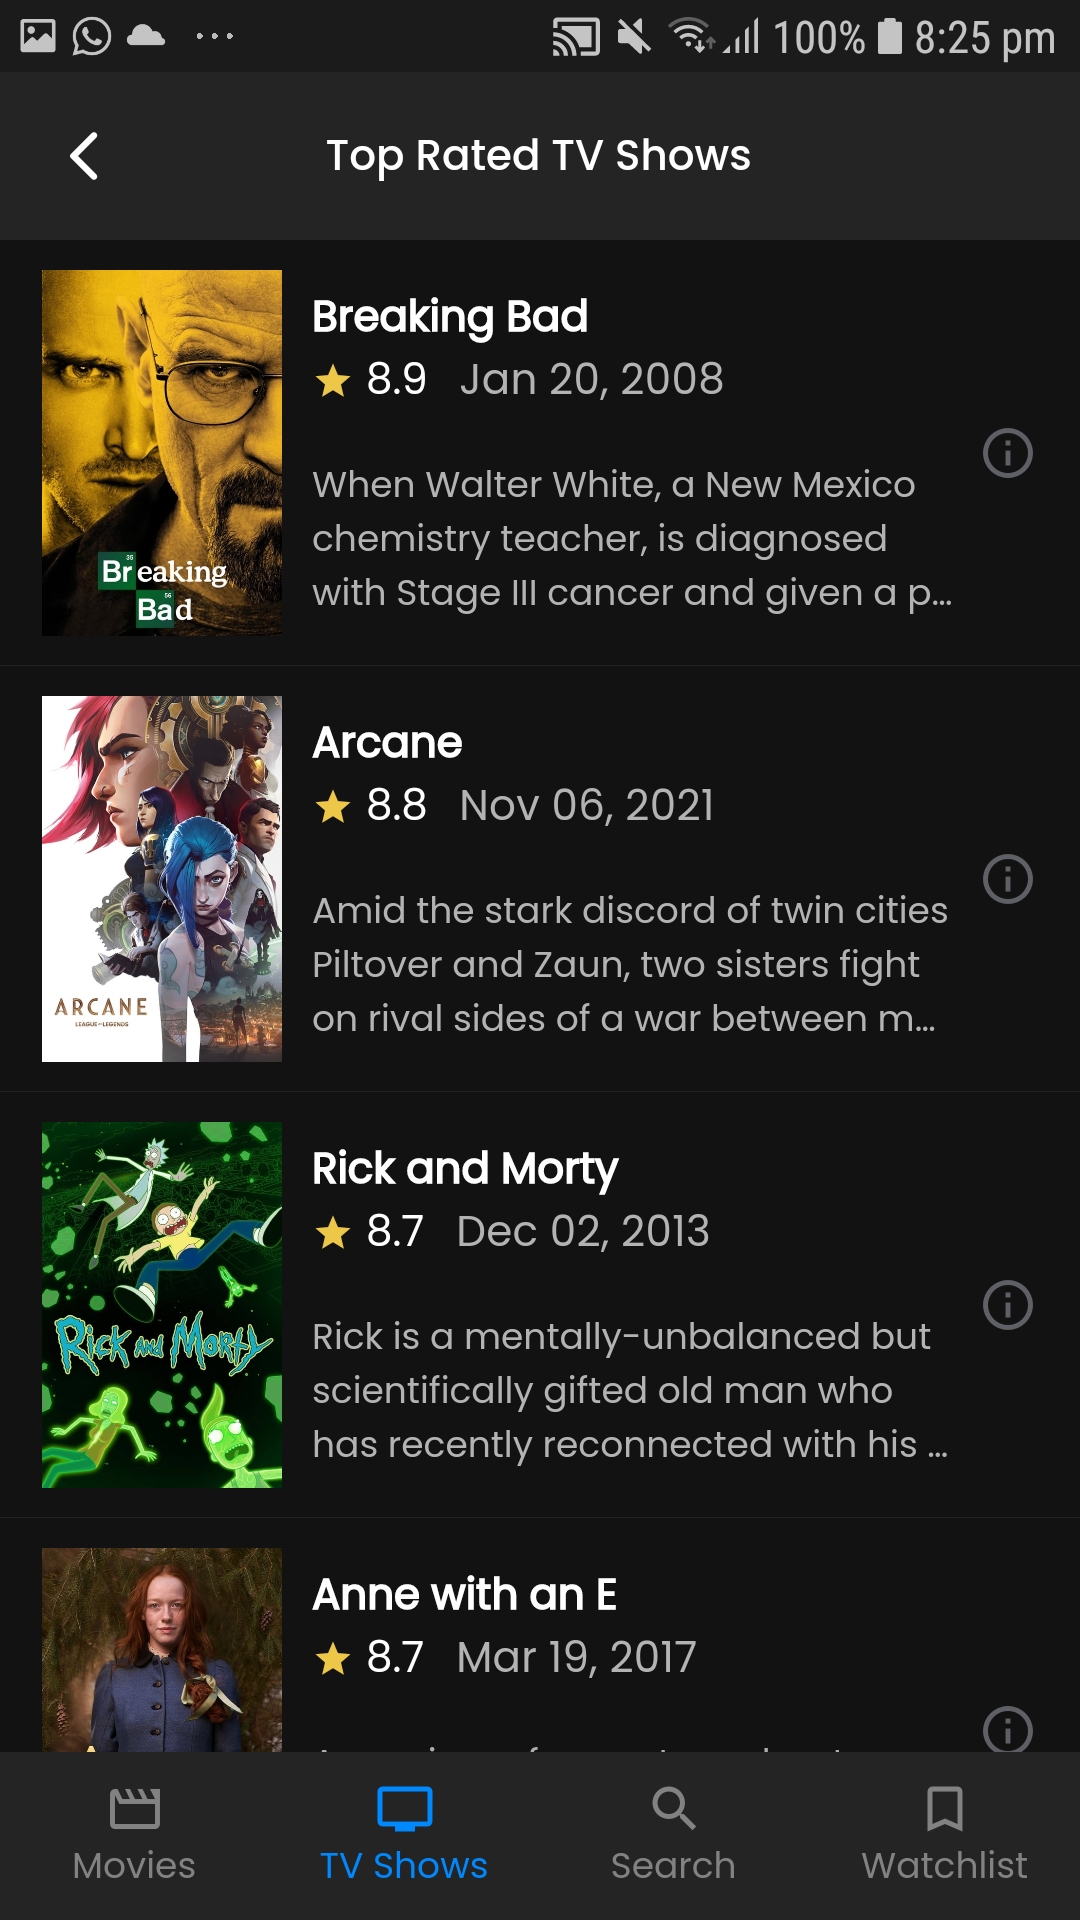 100% 8:25 pm
Top Rated TV Shows
Breaking Bad
8.9 Jan 20, 2008
When Walter White, a New Mexico
chemistry teacher, is diagnosed
with Stage III cancer and given a p...
35
Breaking
56
Bad
Arcane
8.8 Nov 06, 2021
Amid the stark discord of twin cities
Piltover and Zaun, two sisters fight
on rival sides of a war between m...
ARCANE
LEAGUE OF LEGENDS
Rick and Morty
8.7 Dec 02, 2013
Rick is a mentally-unbalanced but
scientifically gifted old man who
has recently reconnected with his ...
RICK AND MORTY
Anne with an E
8.7 Mar 19, 2017
Movies
TV Shows
Search
Watchlist